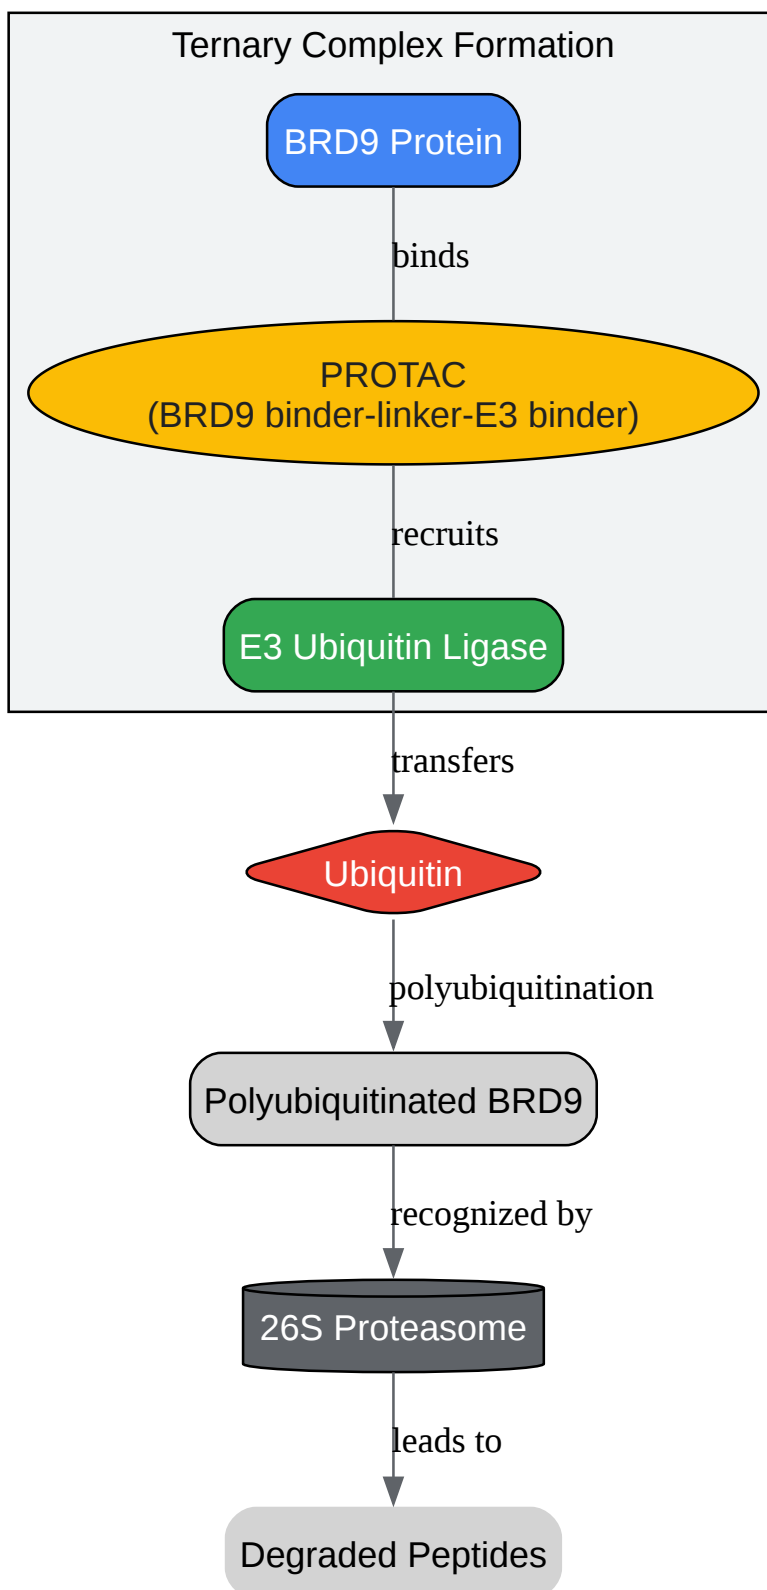 Ternary Complex Formation
BRD9 Protein
binds
PROTAC
(BRD9 binder-linker-E3 binder)
recruits
E3 Ubiquitin Ligase
transfers
Ubiquitin
polyubiquitination
Polyubiquitinated BRD9
recognized by
26S Proteasome
leads to
Degraded Peptides